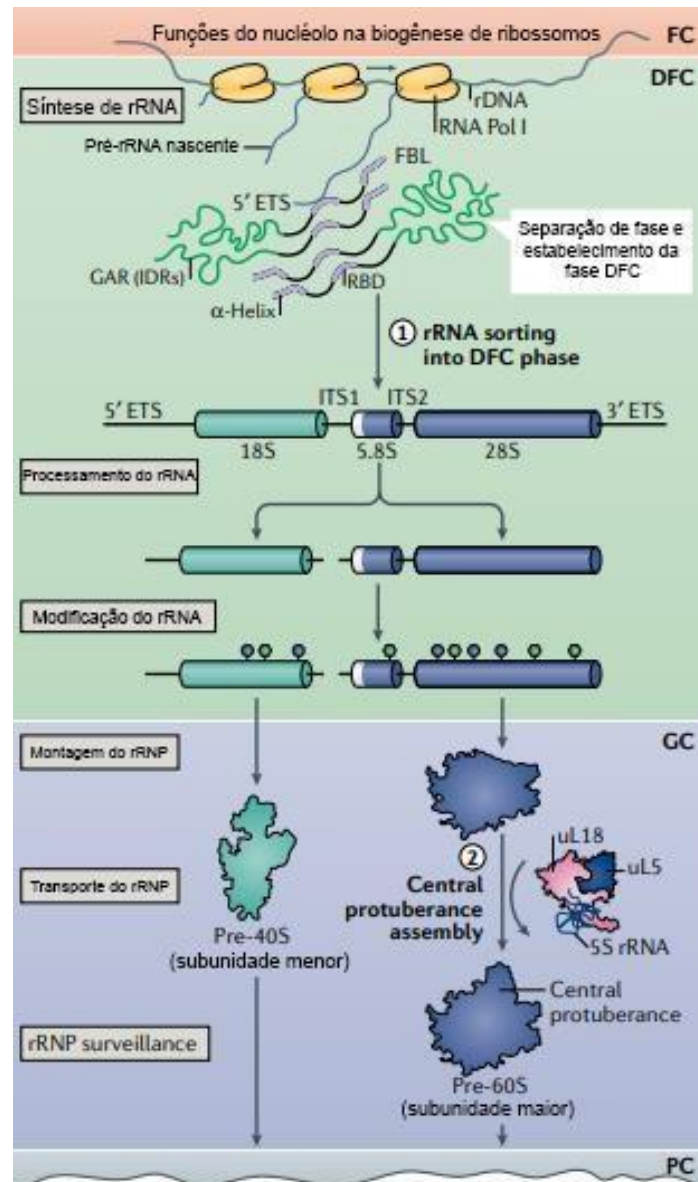 Funções do nucléolo na biogênese de ribossomos
FC
DFC
Síntese de rRNA
rDNA
RNA Pol I
Pré-rRNA nascente
FBL
5′ ETS
Separação de fase e
estabelecimento da
fase DFC
GAR (IDRs)
RBD
α-Helix
1 rRNA sorting
into DFC phase
5′ ETS
ITS1
ITS2
3′ ETS
18S
5.8S
28S
Processamento do rRNA
Modificação do rRNA
GC
Montagem do rRNP
uL18
uL5
2
Central
protuberance
assembly
Transporte do rRNP
5S rRNA
Pre-40S
(subunidade menor)
Central
protuberance
rRNP surveillance
Pre-60S
(subunidade maior)
PC